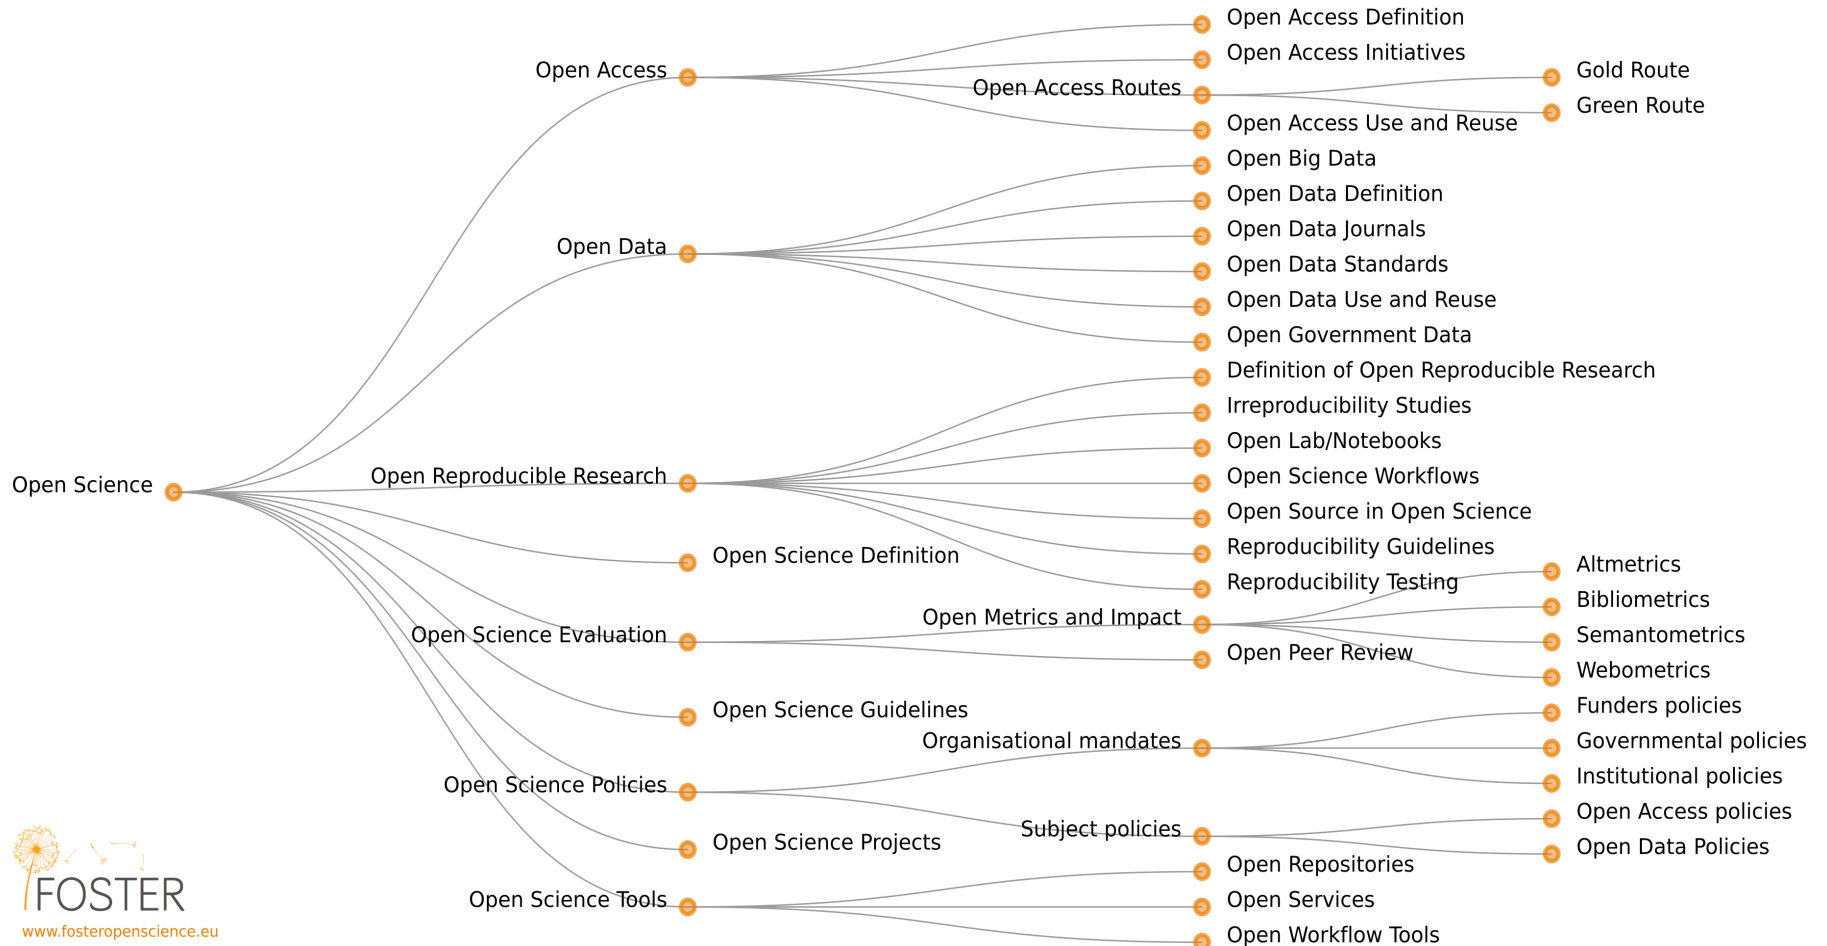 Open Science
Open Access
Open Access Definition
Open Access Initiatives
Open Access Routes
Gold Route
Green Route
Open Access Use and Reuse
Open Data
Open Big Data
Open Data Definition
Open Data Journals
Open Data Standards
Open Data Use and Reuse
Open Government Data
Open Reproducible Research
Definition of Open Reproducible Research
Irreproducibility Studies
Open Lab/Notebooks
Open Science Workflows
Open Source in Open Science
Reproducibility Guidelines
Reproducibility Testing
Open Science Definition
Open Science Evaluation
Open Metrics and Impact
Altmetrics
Bibliometrics
Semantometrics
Webometrics
Open Peer Review
Open Science Guidelines
Open Science Policies
Organisational mandates
Funders policies
Governmental policies
Institutional policies
Subject policies
Open Access policies
Open Data Policies
Open Science Projects
Open Science Tools
Open Repositories
Open Services
Open Workflow Tools
FOSTER
www.fosteropenscience.eu